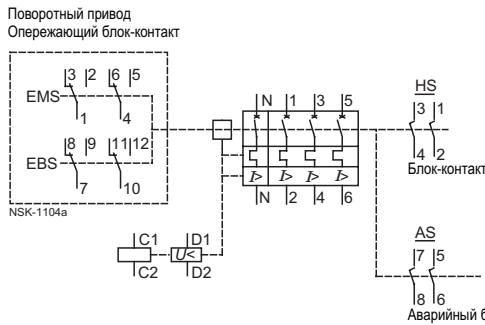 Поворотный привод
Опережающий блок-контакт
3 2 6 5
EMS
1 4
8 9 11 12
EBS
7 10
NSK-1104a
N 1 3 5
I> I> I> I>
N 2 4 6
HS
3 1
4 2
Блок-контакт
C1 D1
U<
C2 D2
AS
7 5
8 6
Аварийный б